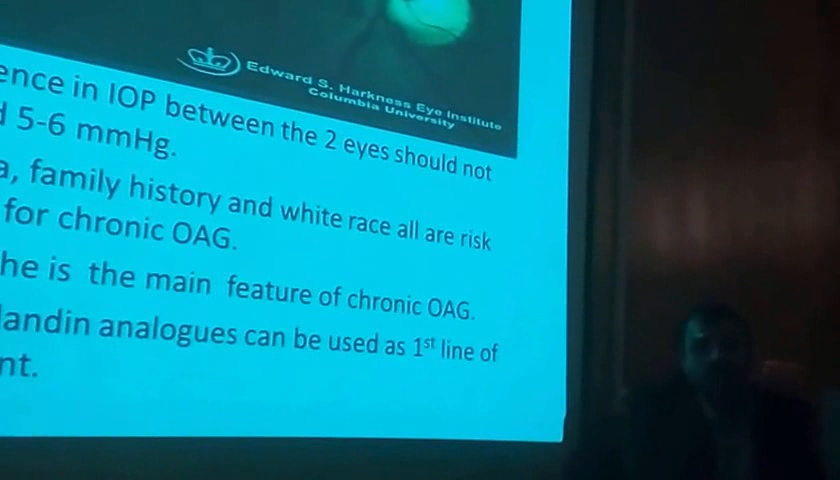 Edward S. Harkness Eye Institute
Columbia University
ence in IOP between the 2 eyes should not
d 5-6 mmHg.
a, family history and white race all are risk
for chronic OAG.
he is the main feature of chronic OAG.
landin analogues can be used as 1st line of
nt.